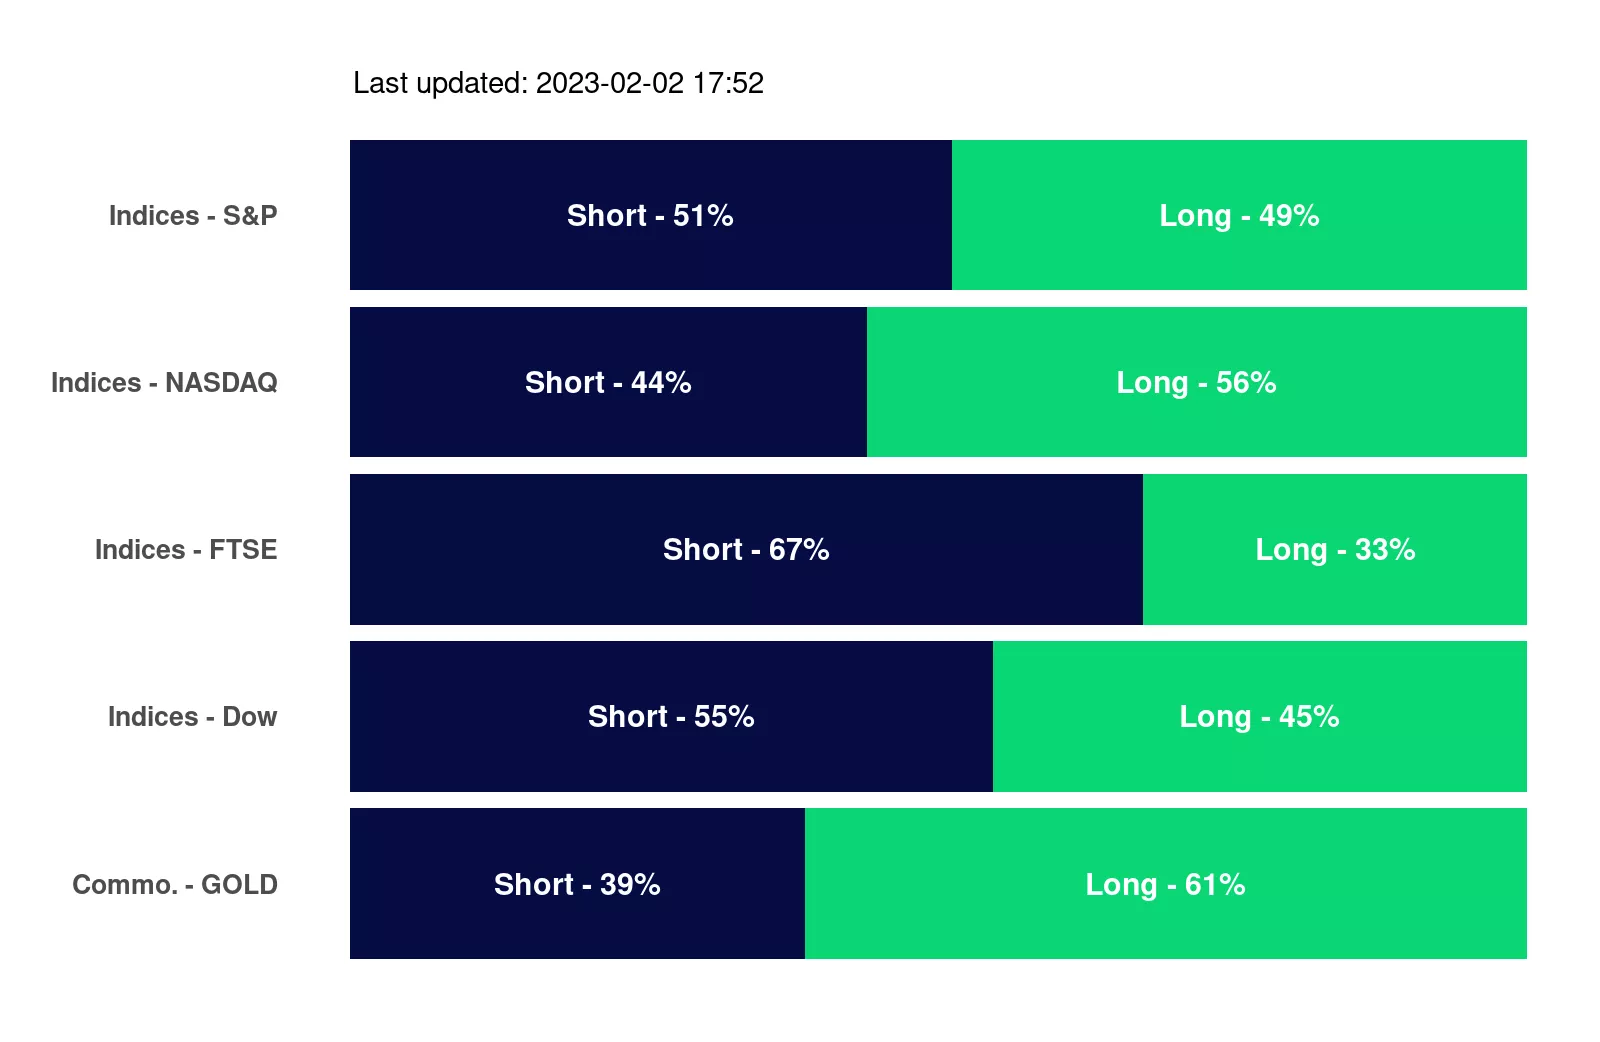 Last updated: 2023-02-02 17:52
Indices - S&P Short - 51% Long - 49%
Indices - NASDAQ Short - 44% Long - 56%
Indices - FTSE Short - 67% Long - 33%
Indices - Dow Short - 55% Long - 45%
Commo. - GOLD Short - 39% Long - 61%